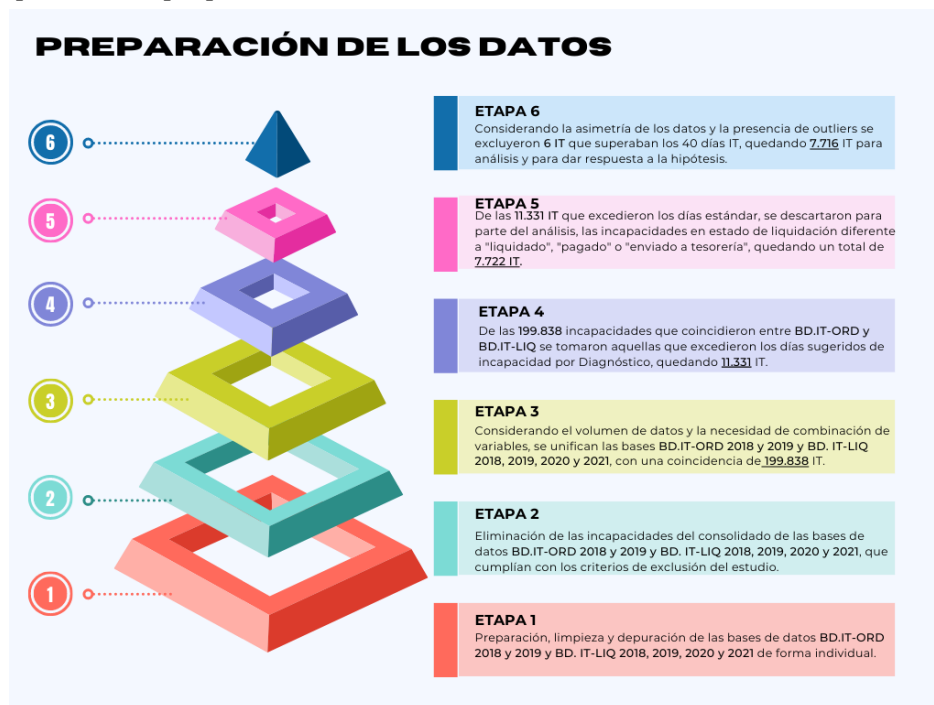 PREPARACIÓN DE LOS DATOS
6
ETAPA 6
Considerando la asimetría de los datos y la presencia de outliers se
excluyeron 6 IT que superaban los 40 días IT, quedando 7.716 IT para
análisis y para dar respuesta a la hipótesis.
5
ETAPA 5
De las 11.331 IT que excedieron los días estándar, se descartaron para
parte del análisis, las incapacidades en estado de liquidación diferente
a "liquidado", "pagado" o "enviado a tesorería", quedando un total de
7.722 IT.
4
ETAPA 4
De las 199.838 incapacidades que coincidieron entre BD.IT-ORD y
BD.IT-LIQ se tomaron aquellas que excedieron los días sugeridos de
incapacidad por Diagnóstico, quedando 11.331 IT.
3
ETAPA 3
Considerando el volumen de datos y la necesidad de combinación de
variables, se unifican las bases BD.IT-ORD 2018 y 2019 y BD. IT-LIQ
2018, 2019, 2020 y 2021, con una coincidencia de 199.838 IT.
2
ETAPA 2
Eliminación de las incapacidades del consolidado de las bases de
datos BD.IT-ORD 2018 y 2019 y BD. IT-LIQ 2018, 2019, 2020 y 2021, que
cumplían con los criterios de exclusión del estudio.
1
ETAPA 1
Preparación, limpieza y depuración de las bases de datos BD.IT-ORD
2018 y 2019 y BD. IT-LIQ 2018, 2019, 2020 y 2021 de forma individual.